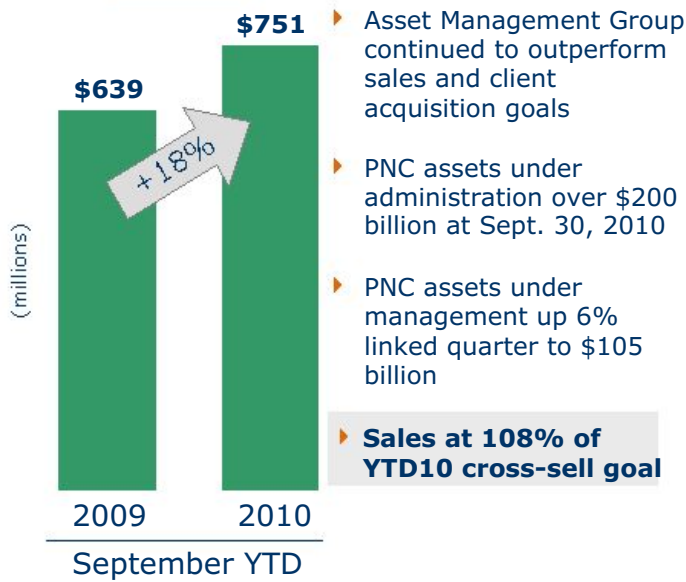 $751
$639
+18%
(millions)
2009
2010
September YTD
Asset Management Group
continued to outperform
sales and client
acquisition goals
PNC assets under
administration over $200
billion at Sept. 30, 2010
PNC assets under
management up 6%
linked quarter to $105
billion
Sales at 108% of
YTD10 cross-sell goal